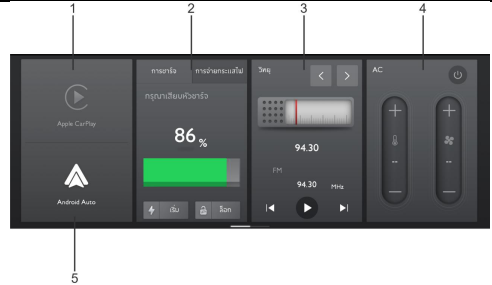 1
2
3
4
Apple CarPlay
Android Auto
5
การชาร์จ การจ่ายกระแสไฟ
กรุณาเสียบหัวชาร์จ
86 %
เริ่ม ล็อก
วิทยุ
94.30
FM
94.30 MHz
AC
--
--